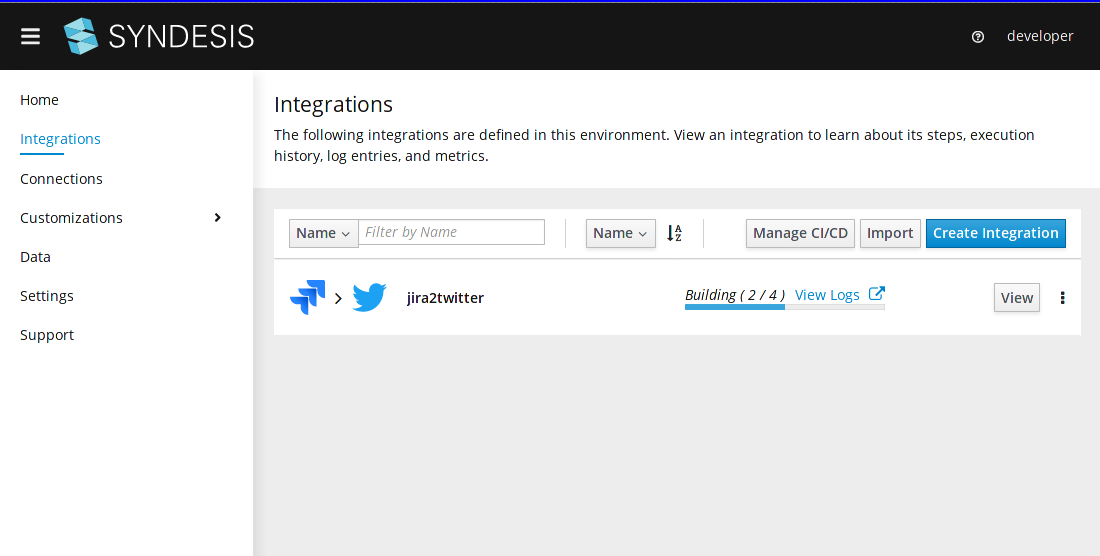 SYNDESIS
developer
Home
Integrations
Connections
Customizations
Data
Settings
Support
Integrations
The following integrations are defined in this environment. View an integration to learn about its steps, execution
history, log entries, and metrics.
Name Filter by Name Name Manage CI/CD Import Create Integration
jira2twitter Building ( 2 / 4 ) View Logs View